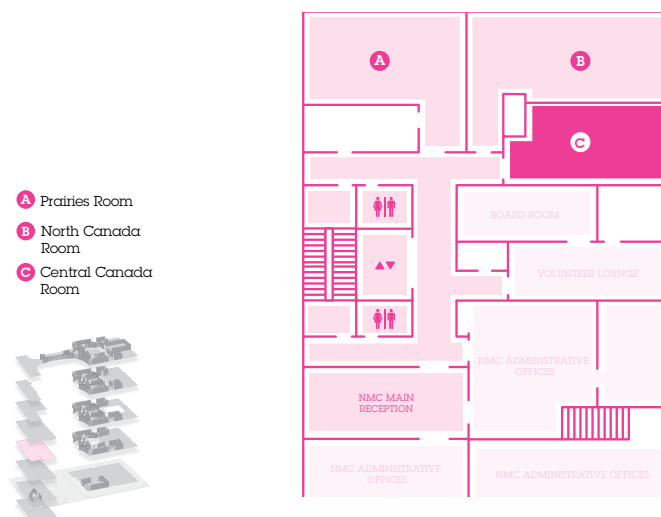 A Prairies Room
B North Canada
Room
C Central Canada
Room
A
B
C
BOARD ROOM
VOLUNTEER LOUNGE
NMC ADMINISTRATIVE
OFFICES
NMC MAIN
RECEPTION
NMC ADMINISTRATIVE
OFFICES
NMC ADMINISTRATIVE OFFICES